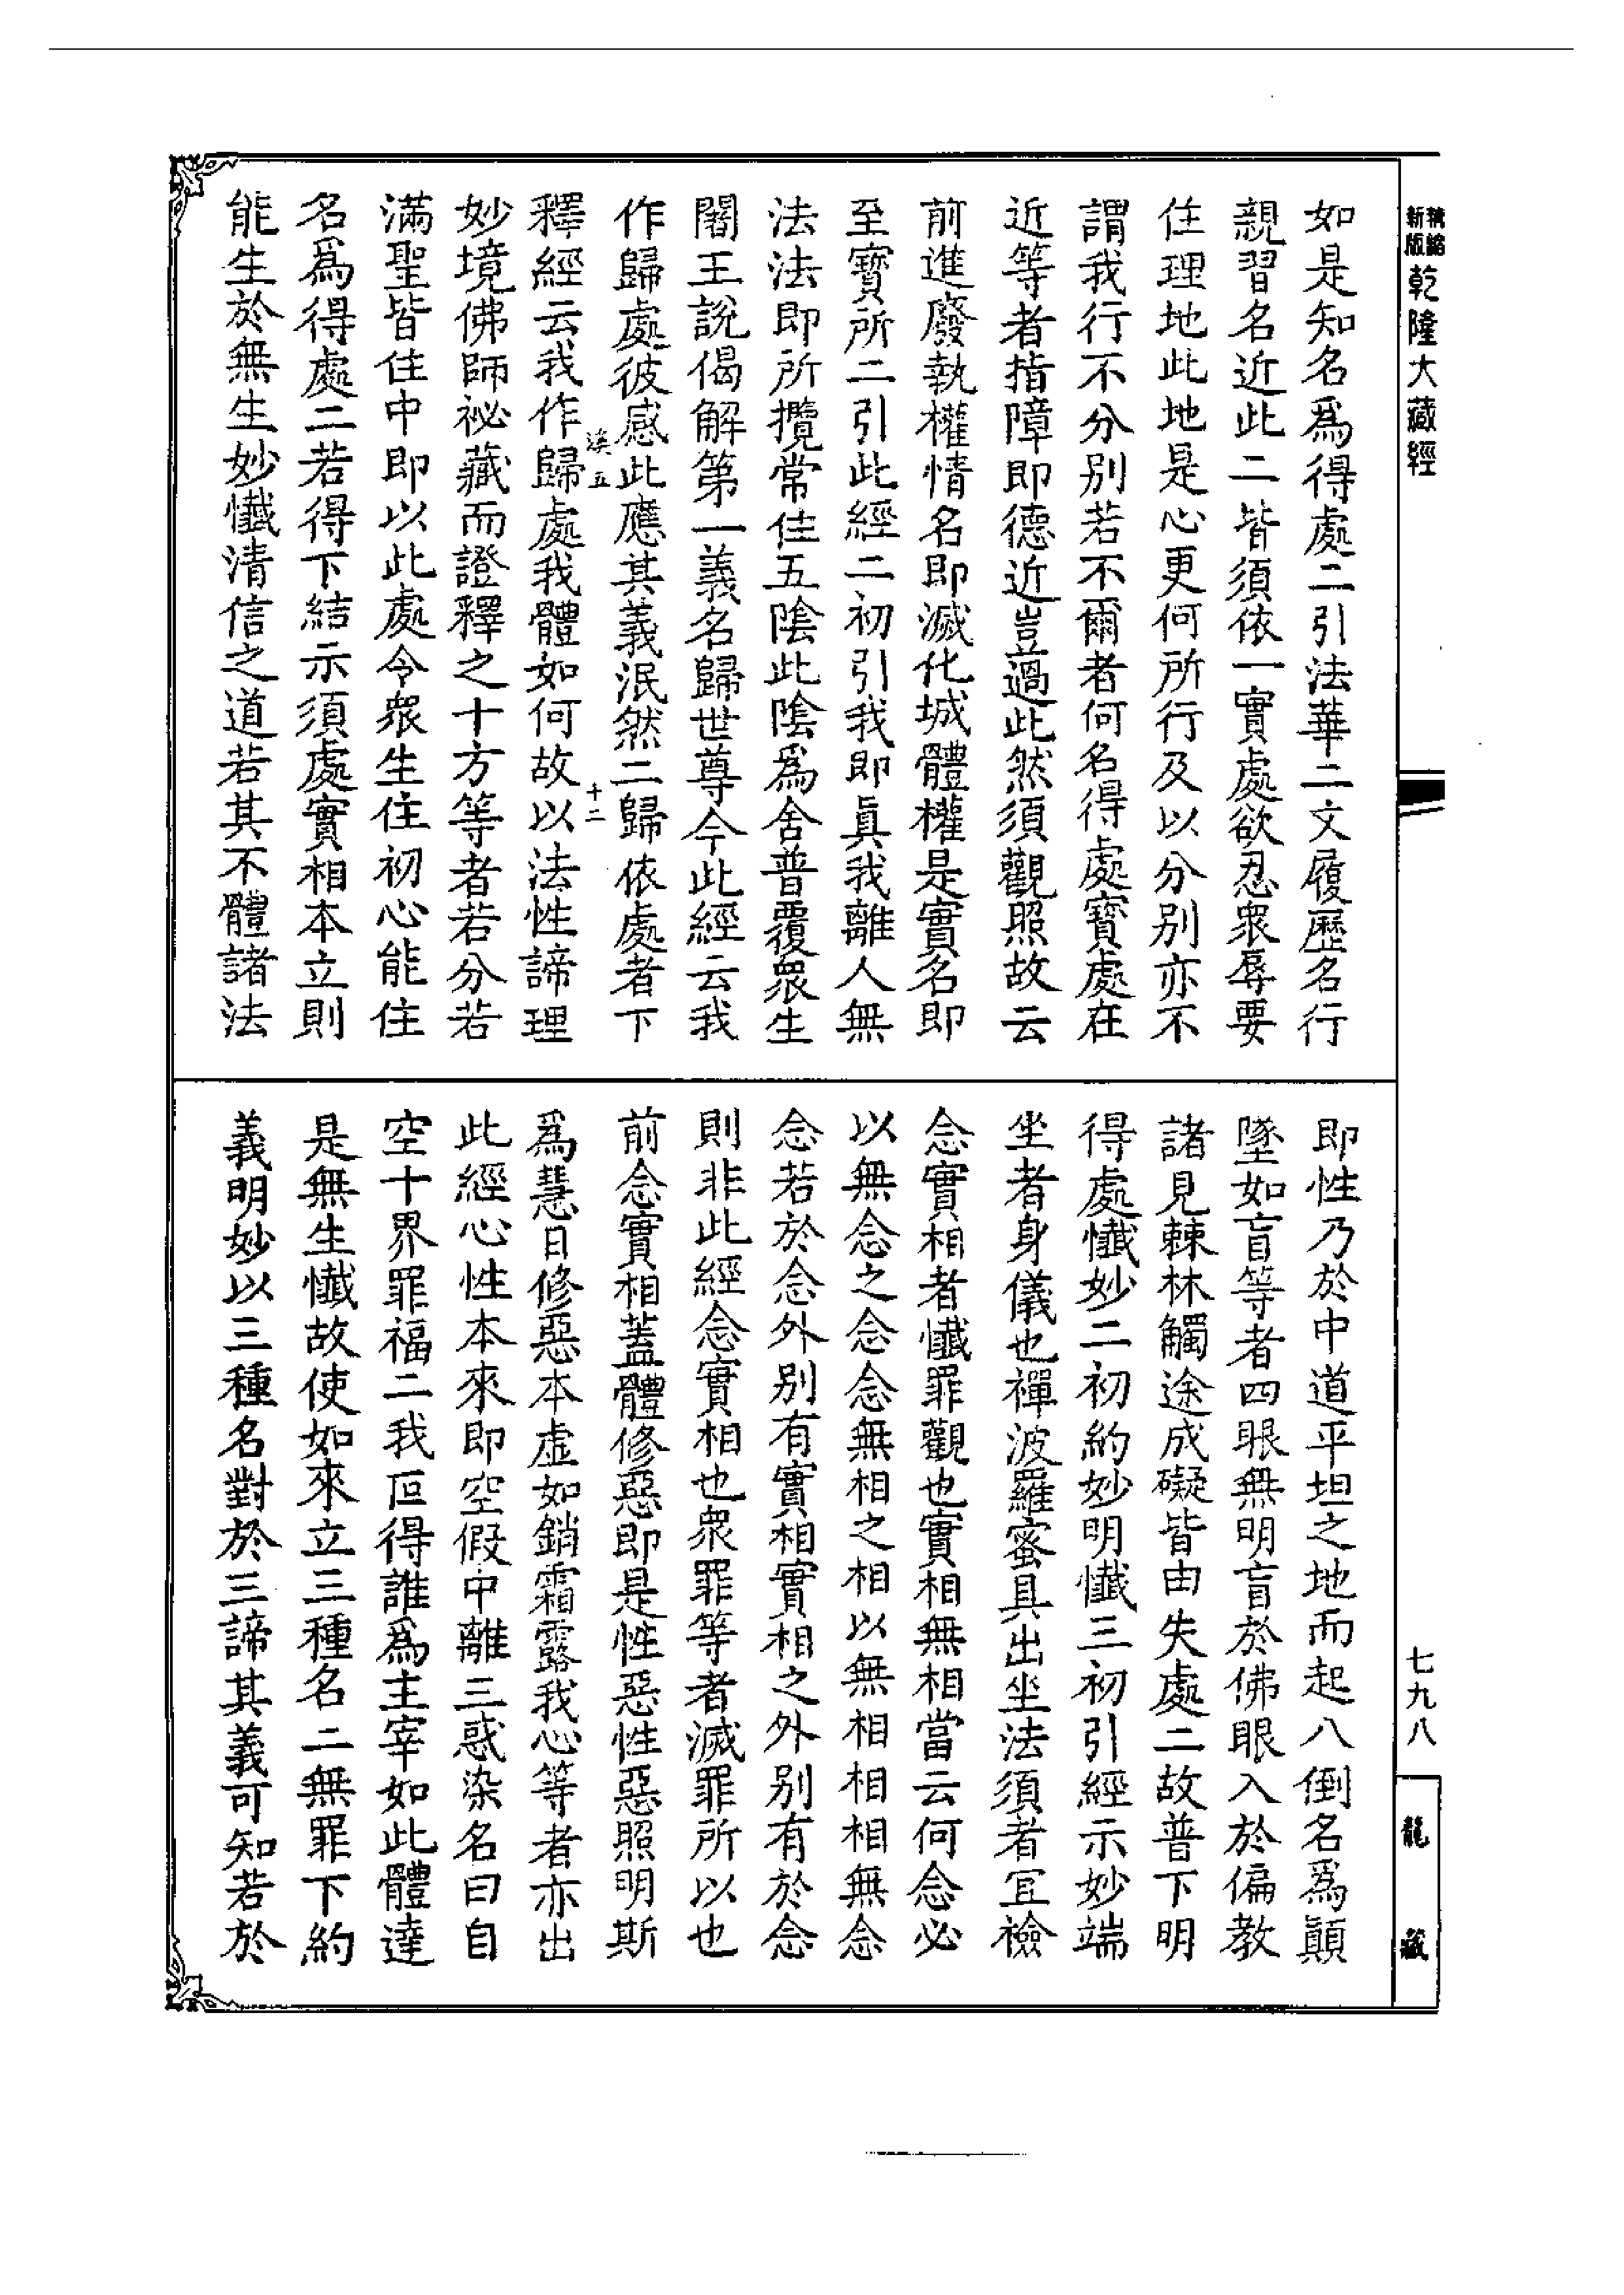 新版 精縮 乾隆大藏經
七九八
龍藏
如是知名爲得處二引法華二文履歷名行
親習名近此二皆須依一實處欲忍衆辱要
住理地此地是心更何所行及以分別亦不
謂我行不分別若不爾者何名得處寶處在
近等者指障即德近豈過此然須觀照故云
前進廢執權情名即滅化城體權是實名即
至寶所二引此經二初引我即眞我離人無
法法即所攬常住五陰此陰爲舍普覆衆生
闍王說偈解第一義名歸世尊今此經云我
作歸處彼感此應其義泯然二歸依處者下
釋經云我作歸處我體如何故以法性諦理
妙境佛師祕藏而證釋之十方等者若分若
滿聖皆住中即以此處令衆生住初心能住
名爲得處二若得下結示須處實相本立則
能生於無生妙懺清信之道若其不體諸法
五
十二
即性乃於中道平坦之地而起八倒名爲顛
墜如盲等者四眼無明盲於佛眼入於偏教
諸見棘林觸途成礙皆由失處二故普下明
得處懺妙二初約妙明懺三初引經示妙端
坐者身儀也禪波羅蜜具出坐法須者宜檢
念實相者懺罪觀也實相無相當云何念必
以無念之念念無相之相以無相相相無念
念若於念外別有實相實相之外別有於念
則非此經念實相也衆罪等者滅罪所以也
前念實相蓋體修惡即是性惡性惡照明斯
爲慧日修惡本虛如銷霜露我心等者亦出
此經心性本來即空假中離三惑染名曰自
空十界罪福二我叵得誰爲主宰如此體達
是無生懺故使如來立三種名二無罪下約
義明妙以三種名對於三諦其義可知若於